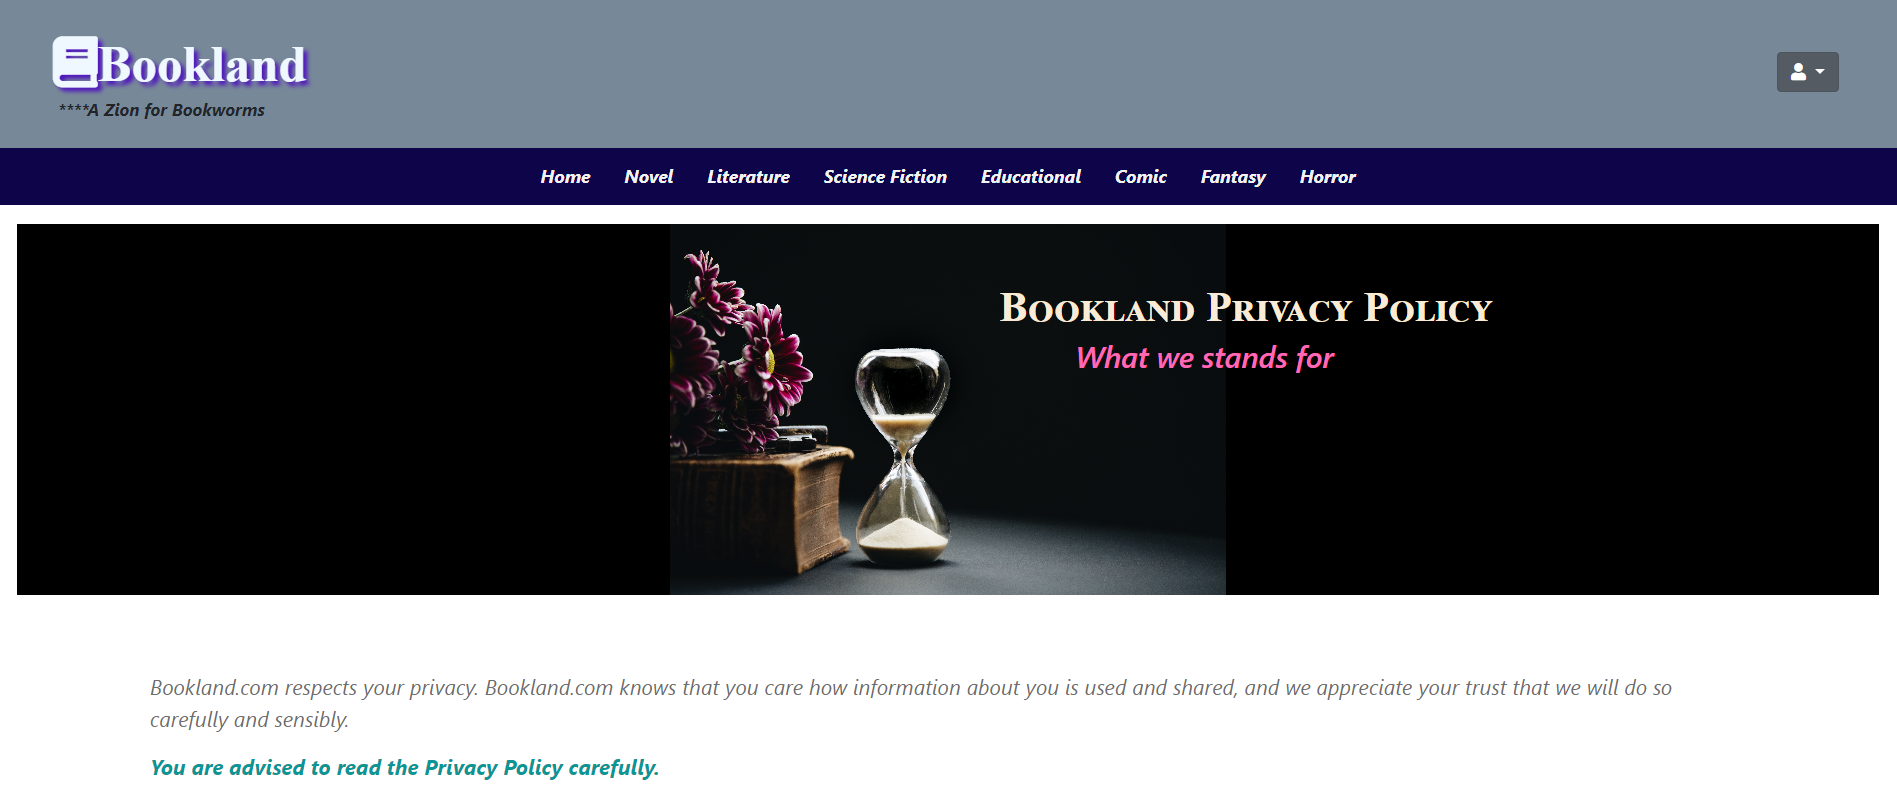 Bookland
****A Zion for Bookworms
Home Novel Literature Science Fiction Educational Comic Fantasy Horror
Bookland Privacy Policy
What we stands for
Bookland.com respects your privacy. Bookland.com knows that you care how information about you is used and shared, and we appreciate your trust that we will do so
carefully and sensibly.
You are advised to read the Privacy Policy carefully.